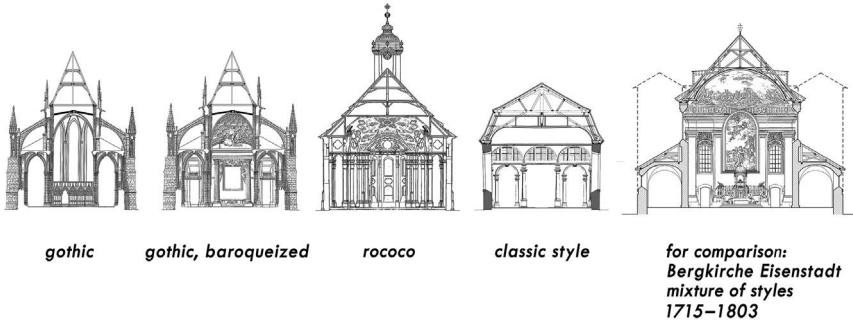 gothic
gothic, baroqueized
rococo
classic style
for comparison:
Bergkirche Eisenstadt
mixture of styles
1715–1803